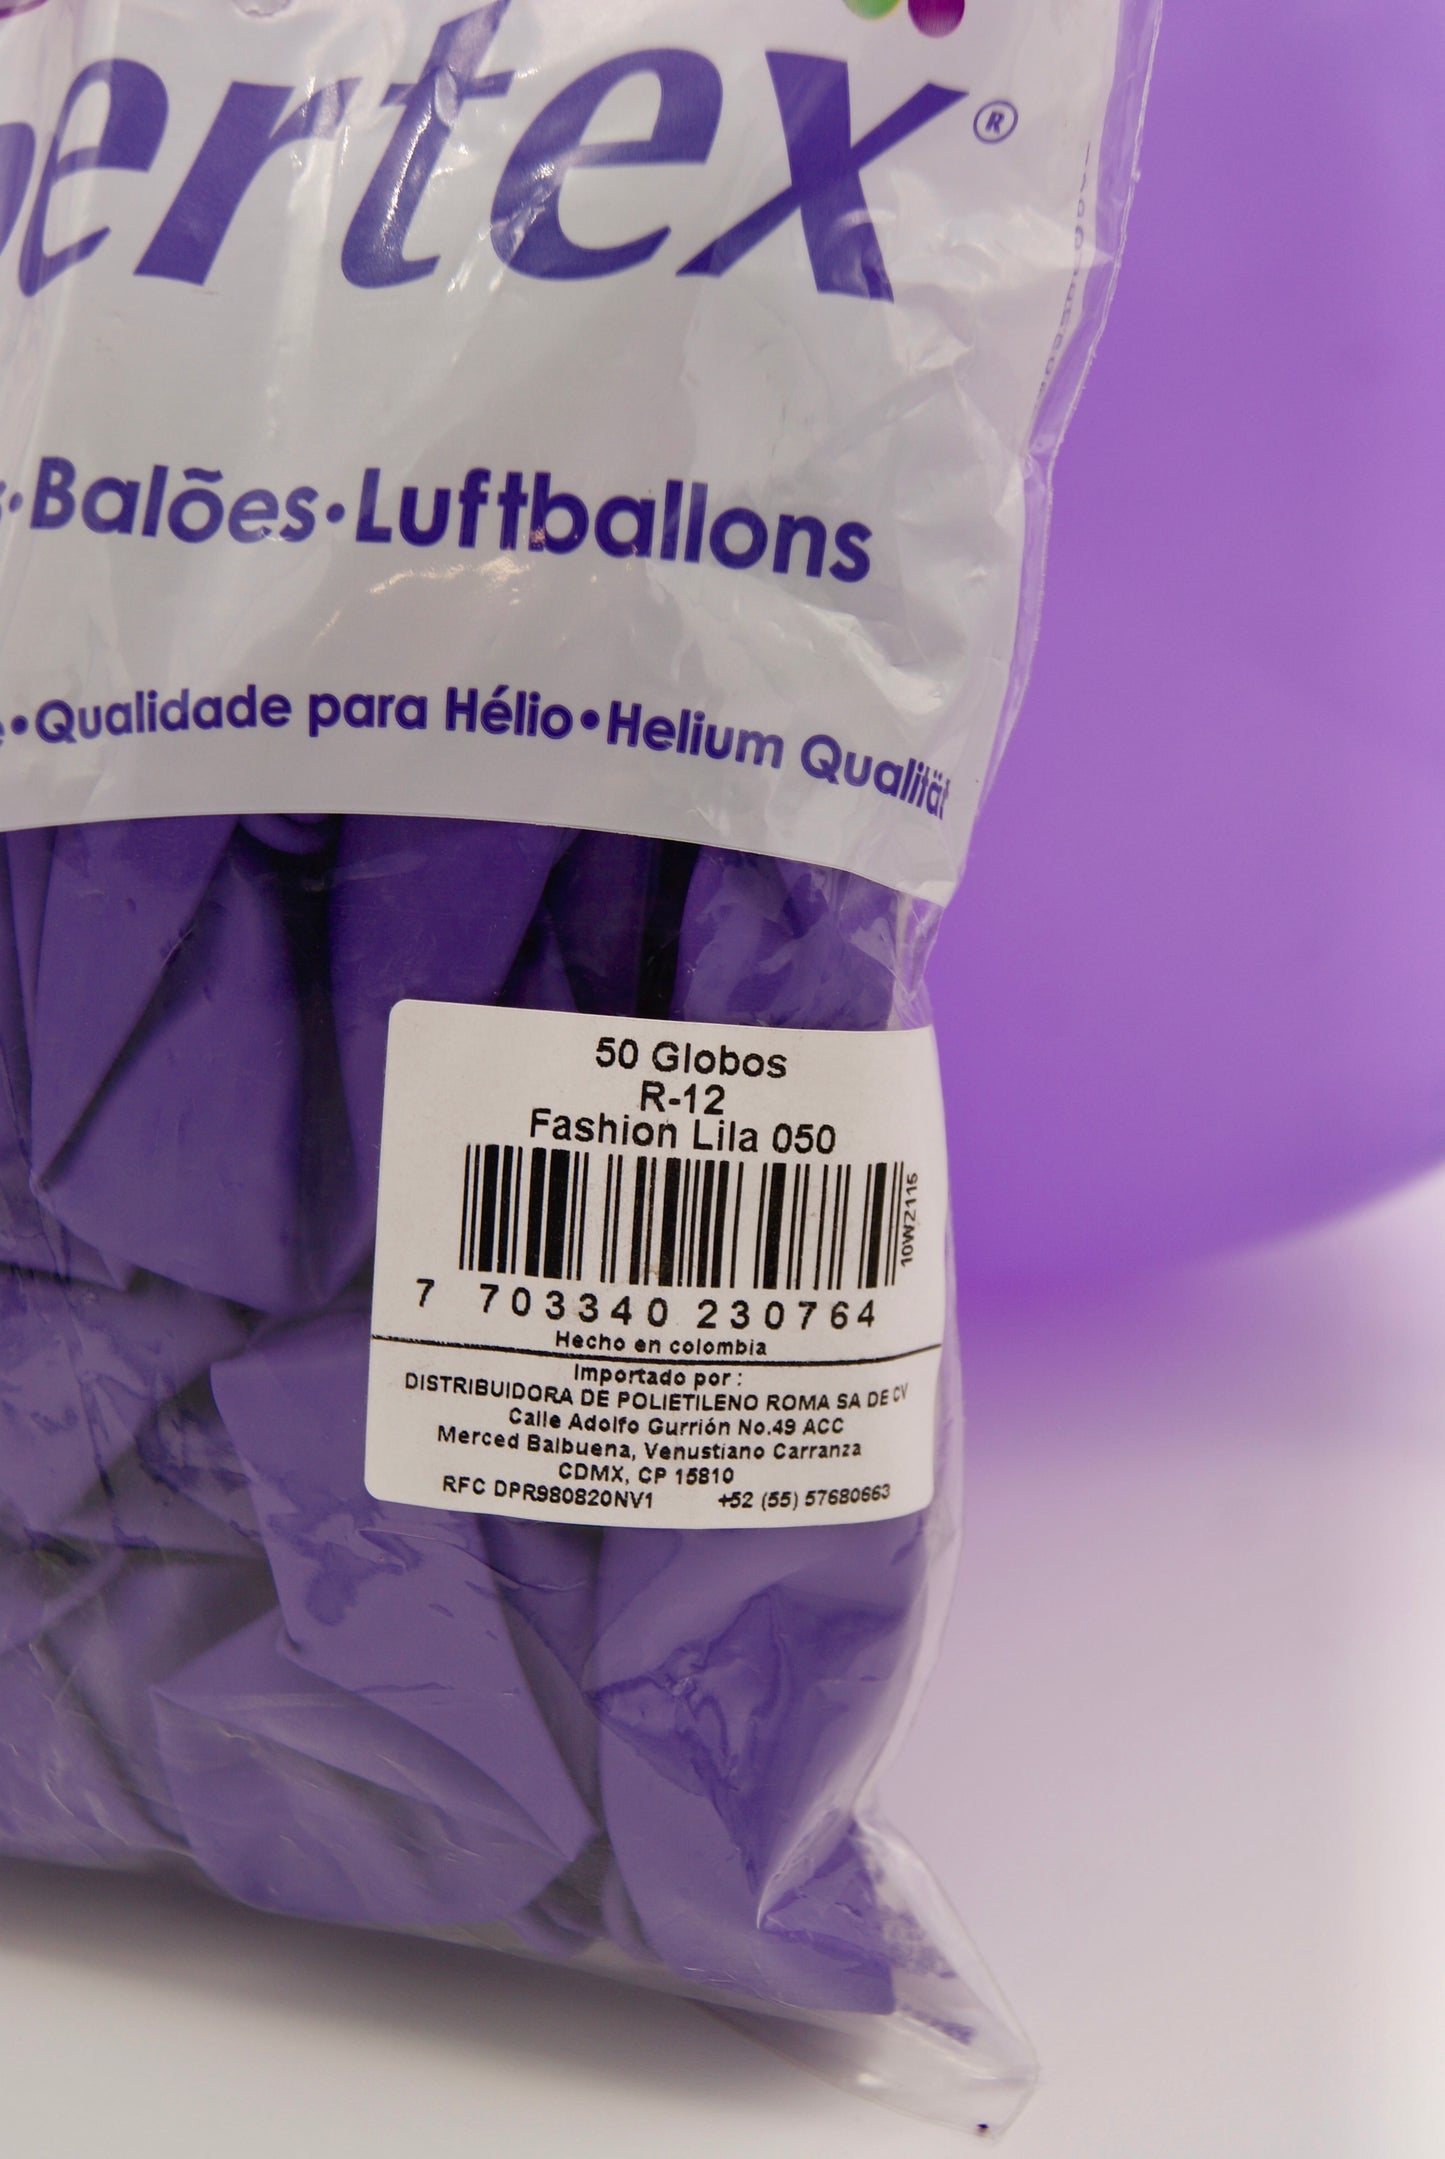 pertex®
Balões • Luftballons
• Qualidade para Hélio • Helium Qualität
50 Globos
R-12
Fashion Lila 050
10WZ115
7 703340 230764
Hecho en colombia
Importado por :
DISTRIBUIDORA DE POLIETILENO ROMA SA DE CV
Calle Adolfo Gurrión No.49 ACC
Merced Balbuena, Venustiano Carranza
CDMX, CP 15810
RFC DPR980820NV1 +52 (55) 57680663